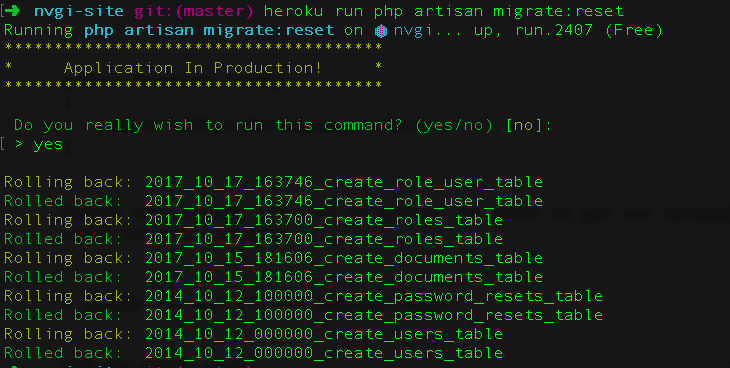 [➜ nvgi-site git:(master) heroku run php artisan migrate:reset
Running php artisan migrate:reset on ⬢ nvgi... up, run.2407 (Free)
**************************************
*     Application In Production!     *
**************************************
Do you really wish to run this command? (yes/no) [no]:
[ > yes
Rolling back: 2017_10_17_163746_create_role_user_table
Rolled back:  2017_10_17_163746_create_role_user_table
Rolling back: 2017_10_17_163700_create_roles_table
Rolled back:  2017_10_17_163700_create_roles_table
Rolling back: 2017_10_15_181606_create_documents_table
Rolled back:  2017_10_15_181606_create_documents_table
Rolling back: 2014_10_12_100000_create_password_resets_table
Rolled back:  2014_10_12_100000_create_password_resets_table
Rolling back: 2014_10_12_000000_create_users_table
Rolled back:  2014_10_12_000000_create_users_table